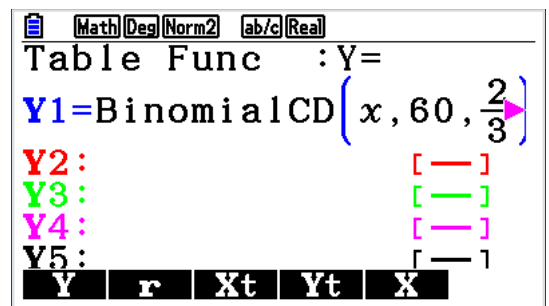 Math Deg Norm2 ab/c Real
Table Func :Y=
Y1=BinomialCD(x,60,2/3)
Y2: [—]
Y3: [—]
Y4: [—]
Y5: [—]
Y r Xt Yt X